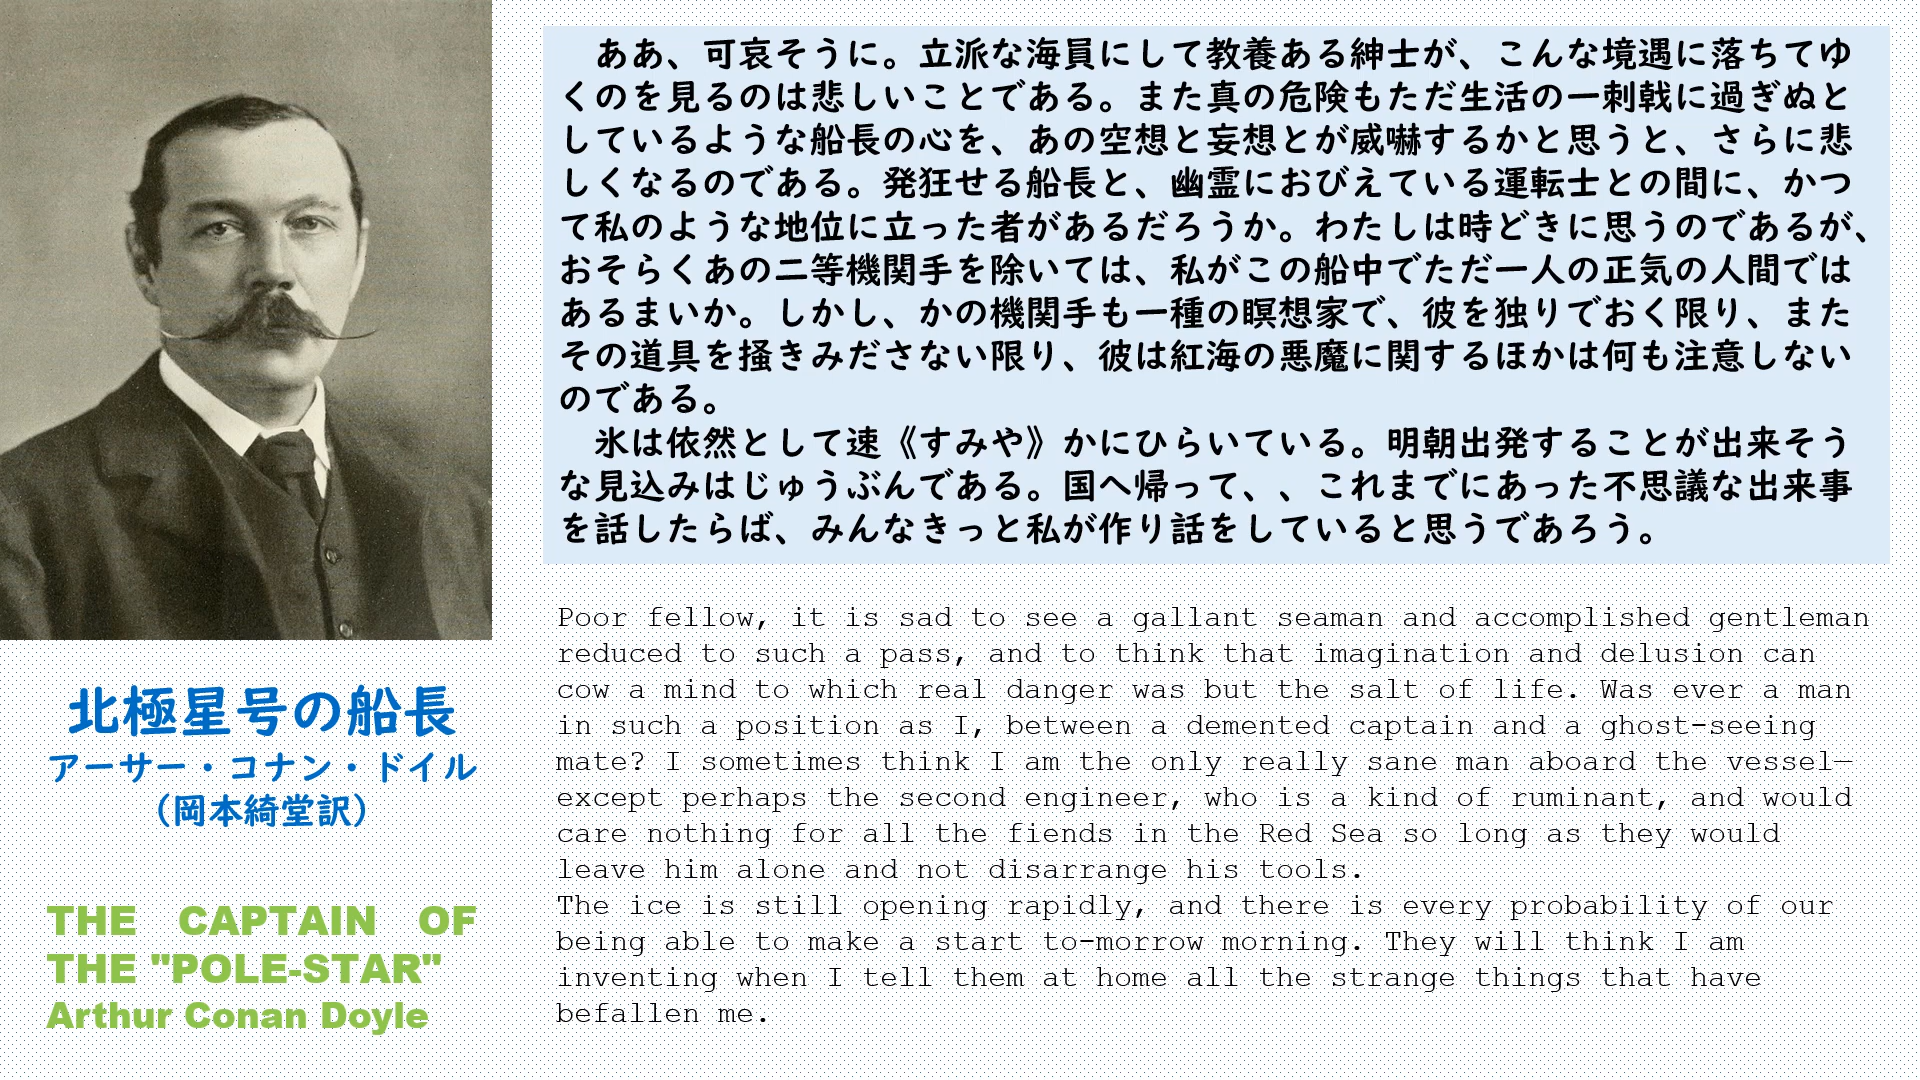 ああ、可哀そうに。立派な海員にして教養ある紳士が、こんな境遇に落ちてゆ
くのを見るのは悲しいことである。また真の危険もただ生活の一刺戟に過ぎぬと
しているような船長の心を、あの空想と妄想とが威嚇するかと思うと、さらに悲
しくなるのである。発狂せる船長と、幽霊におびえている運転士との間に、かつ
て私のような地位に立った者があるだろうか。わたしは時どきに思うのであるが、
おそらくあの二等機関手を除いては、私がこの船中でただ一人の正気の人間では
あるまいか。しかし、かの機関手も一種の瞑想家で、彼を独りでおく限り、また
その道具を掻きみださない限り、彼は紅海の悪魔に関するほかは何も注意しない
のである。
氷は依然として速《すみや》かにひらいている。明朝出発することが出来そう
な見込みはじゅうぶんである。国へ帰って、、これまでにあった不思議な出来事
を話したらば、みんなきっと私が作り話をしていると思うであろう。
Poor fellow, it is sad to see a gallant seaman and accomplished gentleman
reduced to such a pass, and to think that imagination and delusion can
cow a mind to which real danger was but the salt of life. Was ever a man
in such a position as I, between a demented captain and a ghost-seeing
mate? I sometimes think I am the only really sane man aboard the vessel—
except perhaps the second engineer, who is a kind of ruminant, and would
care nothing for all the fiends in the Red Sea so long as they would
leave him alone and not disarrange his tools.
The ice is still opening rapidly, and there is every probability of our
being able to make a start to-morrow morning. They will think I am
inventing when I tell them at home all the strange things that have
befallen me.
北極星号の船長
アーサー・コナン・ドイル
（岡本綺堂訳）
THE CAPTAIN OF
THE "POLE-STAR"
Arthur Conan Doyle